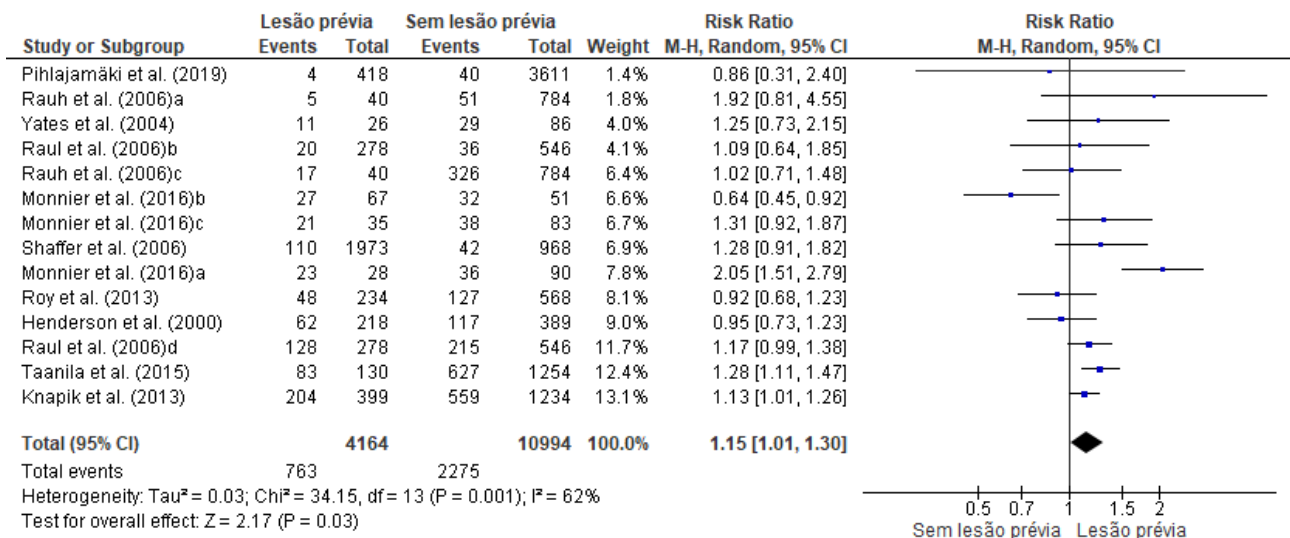 Lesão prévia Sem lesão prévia Risk Ratio Risk Ratio
Study or Subgroup Events Total Events Total Weight M-H, Random, 95% CI M-H, Random, 95% CI
Pihlajamäki et al. (2019) 4 418 40 3611 1.4% 0.86 [0.31, 2.40]
Rauh et al. (2006)a 5 40 51 784 1.8% 1.92 [0.81, 4.55]
Yates et al. (2004) 11 26 29 86 4.0% 1.25 [0.73, 2.15]
Raul et al. (2006)b 20 278 36 546 4.1% 1.09 [0.64, 1.85]
Rauh et al. (2006)c 17 40 326 784 6.4% 1.02 [0.71, 1.48]
Monnier et al. (2016)b 27 67 32 51 6.6% 0.64 [0.45, 0.92]
Monnier et al. (2016)c 21 35 38 83 6.9% 1.31 [0.92, 1.87]
Shaffer et al. (2006) 110 1973 42 968 6.9% 1.28 [0.91, 1.82]
Monnier et al. (2016)a 23 28 36 90 7.8% 2.05 [1.51, 2.79]
Roy et al. (2013) 48 234 127 568 8.1% 0.92 [0.68, 1.23]
Henderson et al. (2000) 62 218 117 389 9.0% 0.95 [0.73, 1.23]
Raul et al. (2006)d 128 278 215 546 11.7% 1.17 [0.99, 1.38]
Taanila et al. (2015) 83 130 627 1254 12.4% 1.28 [1.11, 1.47]
Knapik et al. (2013) 204 399 559 1234 13.1% 1.13 [1.01, 1.26]
Total (95% CI) 4164 10994 100.0% 1.15 [1.01, 1.30]
Total events 763 2275
Heterogeneity: Tau² = 0.03; Chi² = 34.15, df = 13 (P = 0.001); I² = 62%
Test for overall effect: Z = 2.17 (P = 0.03)
0.5 0.7 1 1.5 2
Sem lesão prévia Lesão prévia